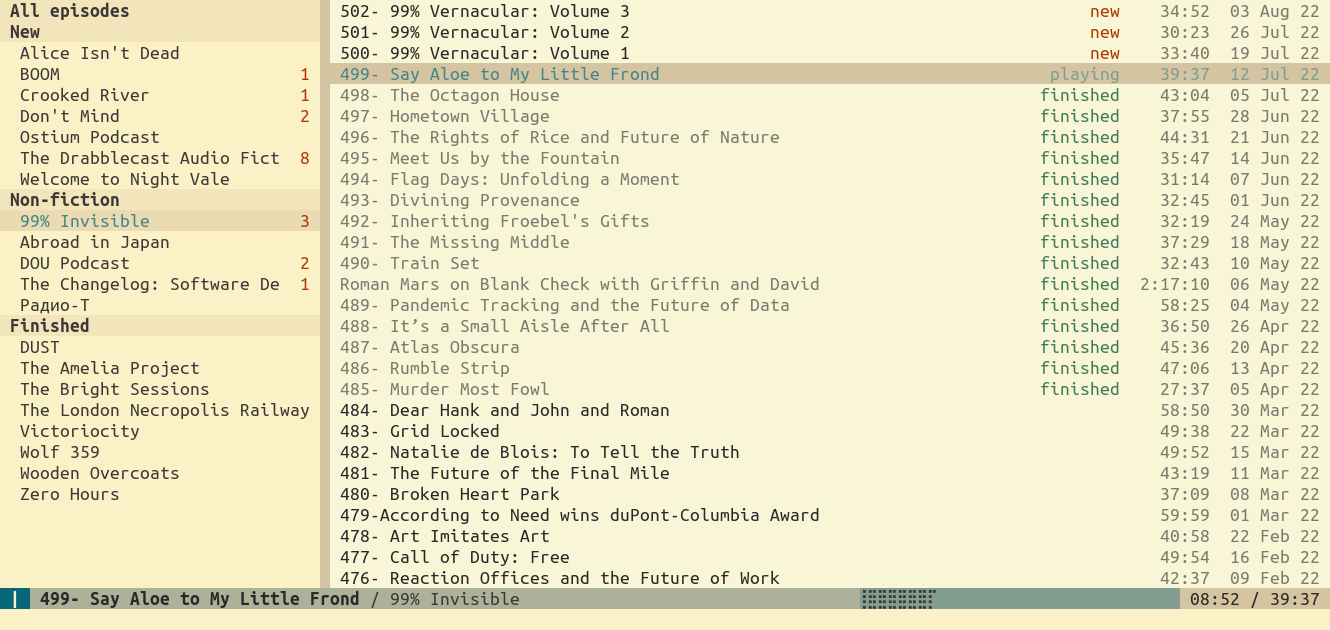 All episodes
New
Alice Isn't Dead
BOOM 1
Crooked River 1
Don't Mind 2
Ostium Podcast
The Drabblecast Audio Fict 8
Welcome to Night Vale
Non-fiction
99% Invisible 3
Abroad in Japan
DOU Podcast 2
The Changelog: Software De 1
Радио-Т
Finished
DUST
The Amelia Project
The Bright Sessions
The London Necropolis Railway
Victoriocity
Wolf 359
Wooden Overcoats
Zero Hours
502- 99% Vernacular: Volume 3 new 34:52 03 Aug 22
501- 99% Vernacular: Volume 2 new 30:23 26 Jul 22
500- 99% Vernacular: Volume 1 new 33:40 19 Jul 22
499- Say Aloe to My Little Frond playing 39:37 12 Jul 22
498- The Octagon House finished 43:04 05 Jul 22
497- Hometown Village finished 37:55 28 Jun 22
496- The Rights of Rice and Future of Nature finished 44:31 21 Jun 22
495- Meet Us by the Fountain finished 35:47 14 Jun 22
494- Flag Days: Unfolding a Moment finished 31:14 07 Jun 22
493- Divining Provenance finished 32:45 01 Jun 22
492- Inheriting Froebel's Gifts finished 32:19 24 May 22
491- The Missing Middle finished 37:29 18 May 22
490- Train Set finished 32:43 10 May 22
Roman Mars on Blank Check with Griffin and David finished 2:17:10 06 May 22
489- Pandemic Tracking and the Future of Data finished 58:25 04 May 22
488- It’s a Small Aisle After All finished 36:50 26 Apr 22
487- Atlas Obscura finished 45:36 20 Apr 22
486- Rumble Strip finished 47:06 13 Apr 22
485- Murder Most Fowl finished 27:37 05 Apr 22
484- Dear Hank and John and Roman 58:50 30 Mar 22
483- Grid Locked 49:38 22 Mar 22
482- Natalie de Blois: To Tell the Truth 49:52 15 Mar 22
481- The Future of the Final Mile 43:19 11 Mar 22
480- Broken Heart Park 37:09 08 Mar 22
479-According to Need wins duPont-Columbia Award 59:59 01 Mar 22
478- Art Imitates Art 40:58 22 Feb 22
477- Call of Duty: Free 49:54 16 Feb 22
476- Reaction Offices and the Future of Work 42:37 09 Feb 22
499- Say Aloe to My Little Frond / 99% Invisible 08:52 / 39:37